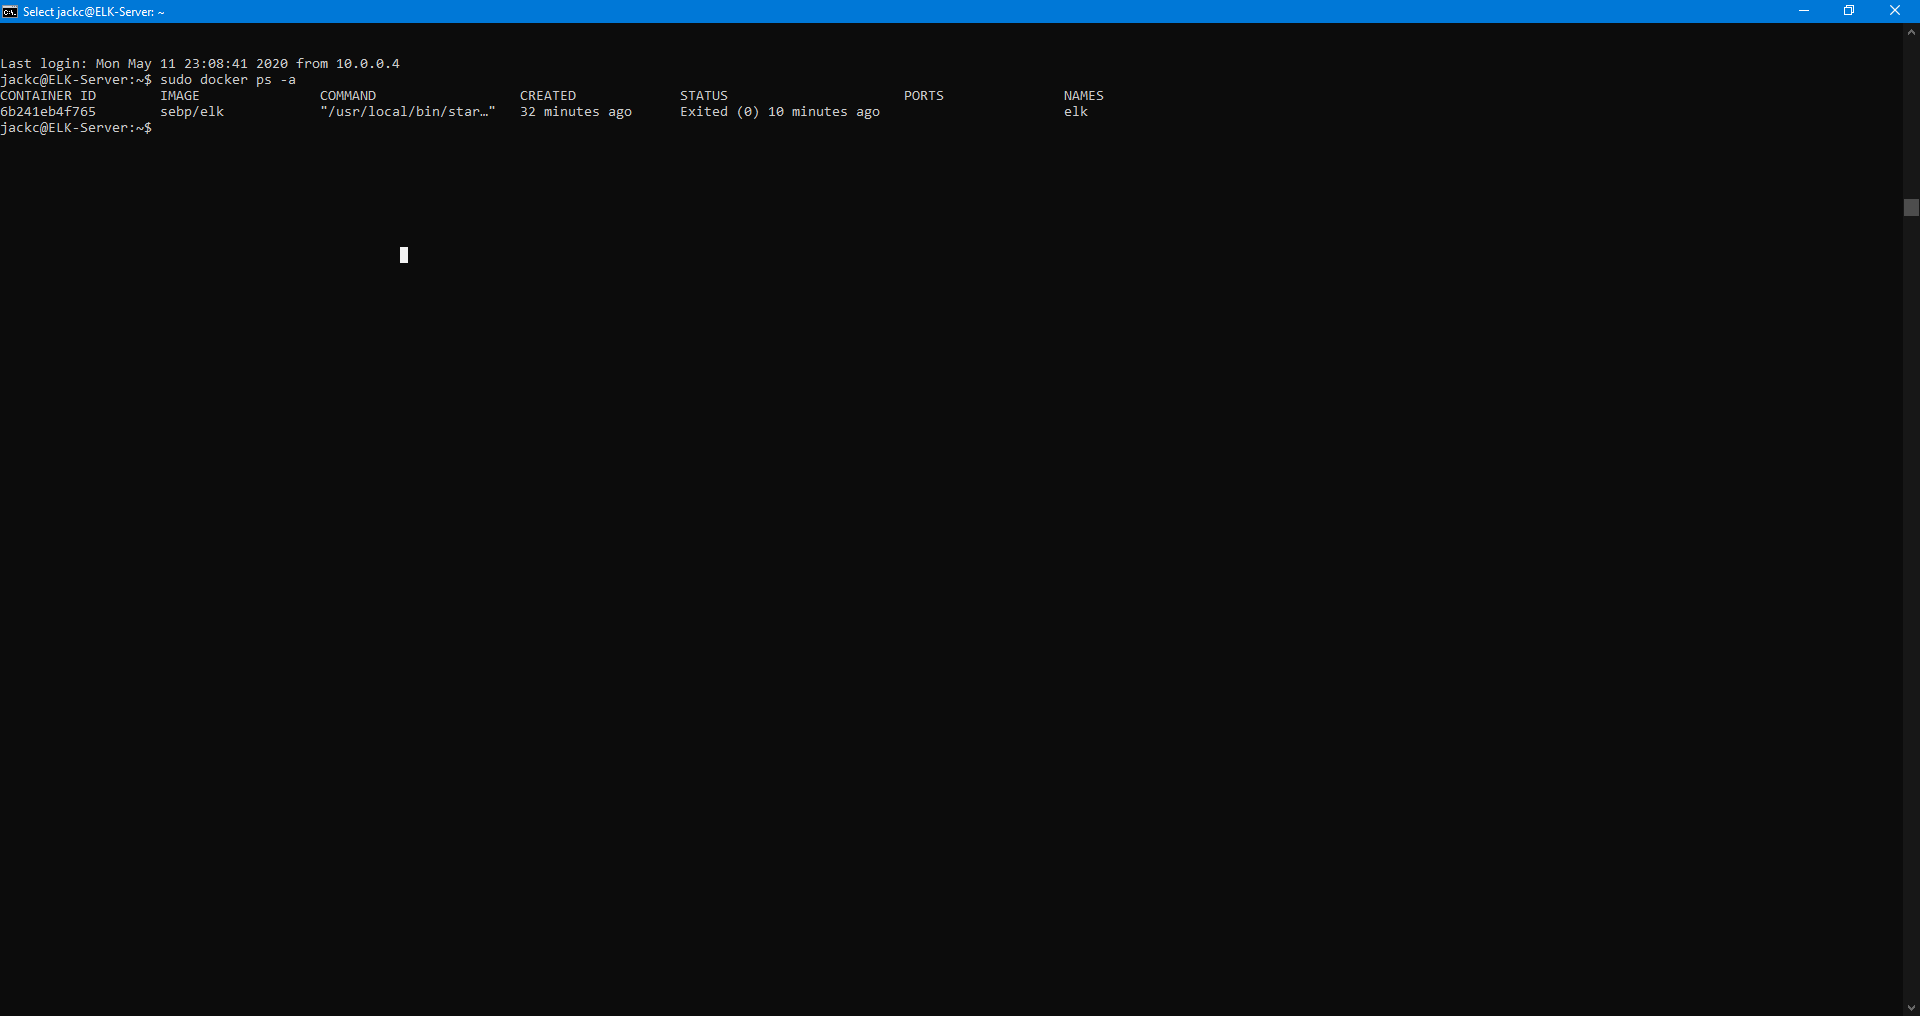 Select jackc@ELK-Server: ~
Last login: Mon May 11 23:08:41 2020 from 10.0.0.4
jackc@ELK-Server:~$ sudo docker ps -a
CONTAINER ID        IMAGE               COMMAND                  CREATED             STATUS                      PORTS               NAMES
6b241eb4f765        sebp/elk            "/usr/local/bin/star…"   32 minutes ago      Exited (0) 10 minutes ago                       elk
jackc@ELK-Server:~$